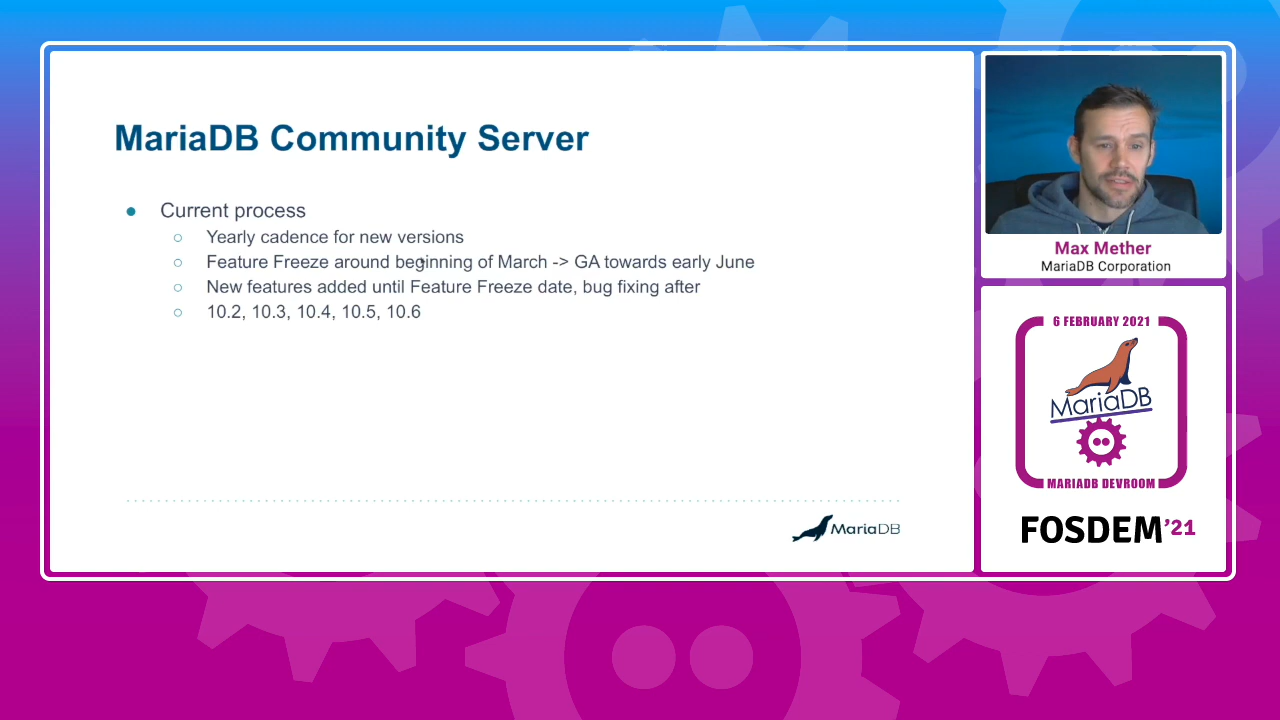 MariaDB Community Server
Current process
Yearly cadence for new versions
Feature Freeze around beginning of March -> GA towards early June
New features added until Feature Freeze date, bug fixing after
10.2, 10.3, 10.4, 10.5, 10.6
MariaDB
Max Mether
MariaDB Corporation
6 FEBRUARY 2021
MariaDB
MARIADB DEVROOM
FOSDEM'21